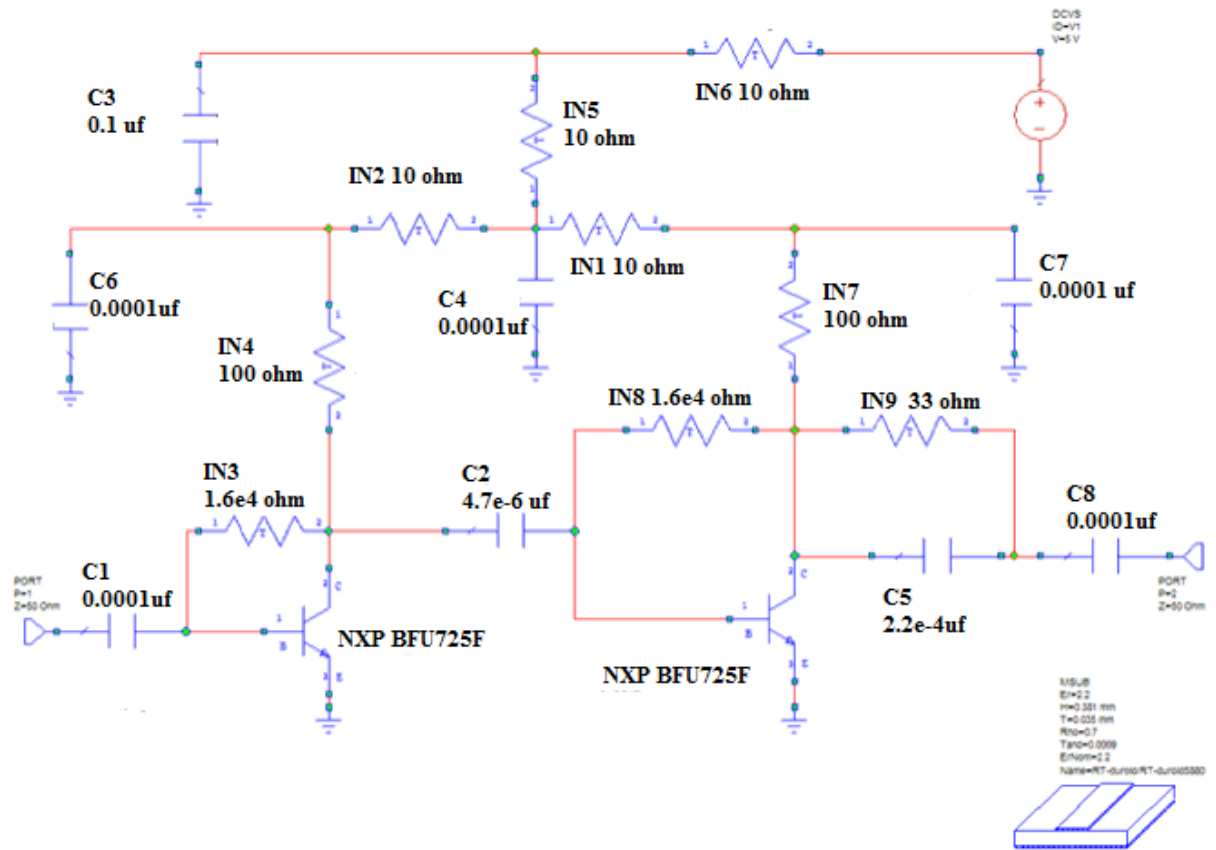 DCVS
ID=V1
V=5 V
C3
0.1 uf
IN6 10 ohm
IN5
10 ohm
IN2 10 ohm
IN1 10 ohm
C6
0.0001uf
C4
0.0001uf
IN7
100 ohm
C7
0.0001 uf
IN4
100 ohm
IN8 1.6e4 ohm
IN9 33 ohm
IN3
1.6e4 ohm
C2
4.7e-6 uf
C8
0.0001uf
C1
0.0001uf
PORT
P=1
Z=50 Ohm
C
B
E
NXP BFU725F
C
B
E
NXP BFU725F
C5
2.2e-4uf
PORT
P=2
Z=50 Ohm
MSUB
Er=2.2
H=0.381 mm
T=0.035 mm
Rho=0.7
Tand=0.0009
ErNom=2.2
Name=RT-duroid/RT-duroid5880